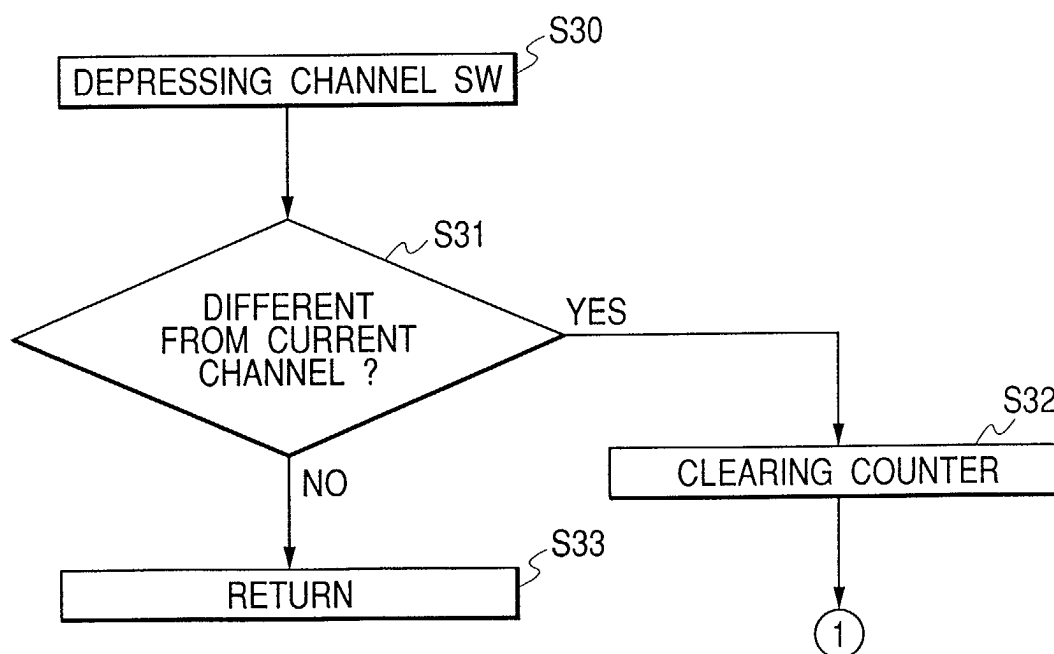 S30
DEPRESSING CHANNEL SW
S31
DIFFERENT
FROM CURRENT
CHANNEL ?
YES
NO
S32
CLEARING COUNTER
S33
RETURN
1